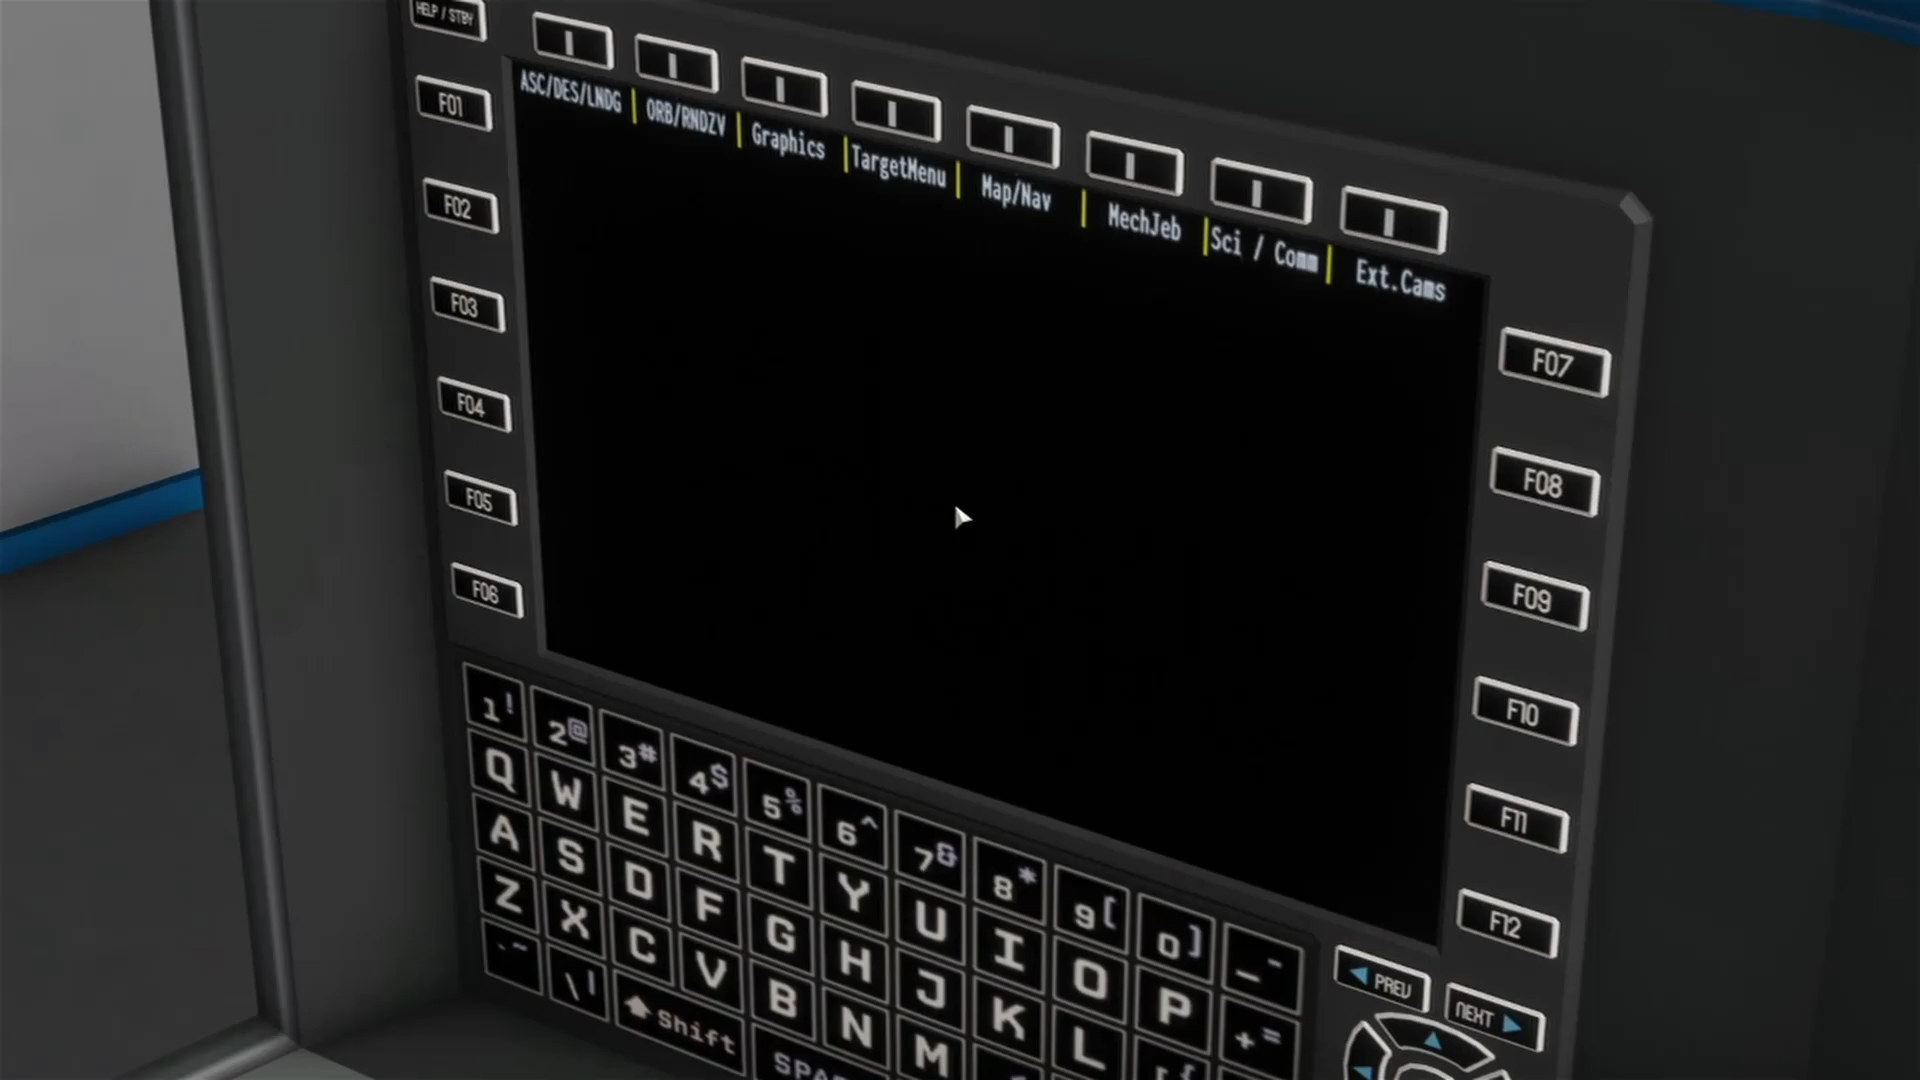 HELP / STBY
ASC/DES/LNDG ORB/RNDZV Graphics TargetMenu Map/Nav MechJeb Sci / Comm Ext.Cams
F01
F02
F03
F04
F05
F06
F07
F08
F09
F10
F11
F12
1! 2@ 3# 4$ 5% 6^ 7& 8* 9[ 0] _-
Q W E R T Y U I O P +=
A S D F G H J K L
Z X C V B N M
`~ \| Shift
PREV
NEXT